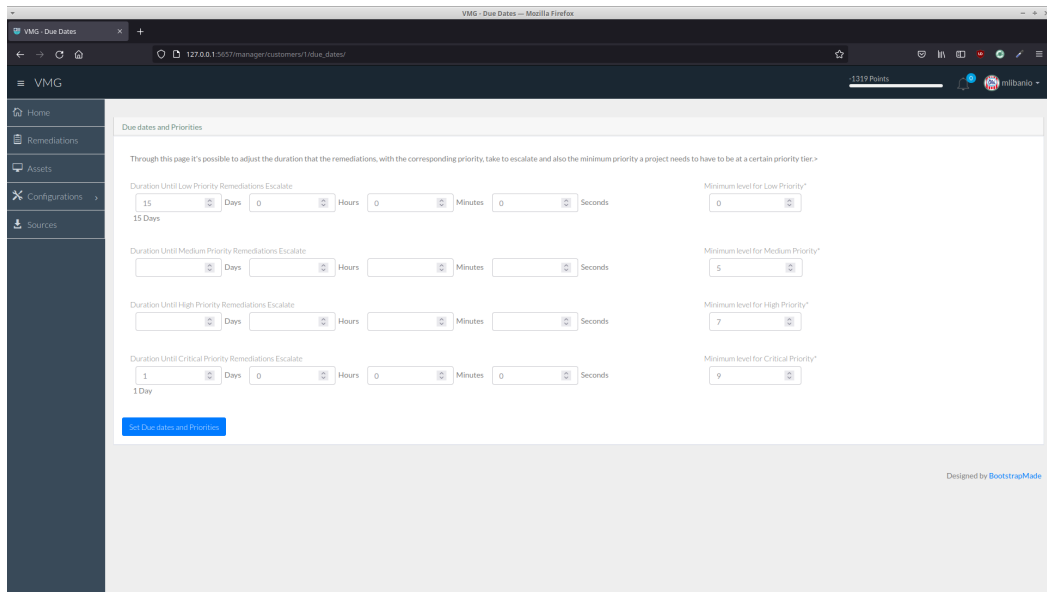 VMG - Due Dates — Mozilla Firefox
VMG - Due Dates
127.0.0.1:5657/manager/customers/1/due_dates/
VMG
-1319 Points
0
mlibanio
Home
Remediations
Assets
Configurations
Sources
Due dates and Priorities
Through this page it's possible to adjust the duration that the remediations, with the corresponding priority, take to escalate and also the minimum priority a project needs to have to be at a certain priority tier.>
Duration Until Low Priority Remediations Escalate Minimum level for Low Priority*
15 Days 0 Hours 0 Minutes 0 Seconds 0
15 Days
Duration Until Medium Priority Remediations Escalate Minimum level for Medium Priority*
Days Hours Minutes Seconds 5
Duration Until High Priority Remediations Escalate Minimum level for High Priority*
Days Hours Minutes Seconds 7
Duration Until Critical Priority Remediations Escalate Minimum level for Critical Priority*
1 Days 0 Hours 0 Minutes 0 Seconds 9
1 Day
Set Due dates and Priorities
Designed by BootstrapMade